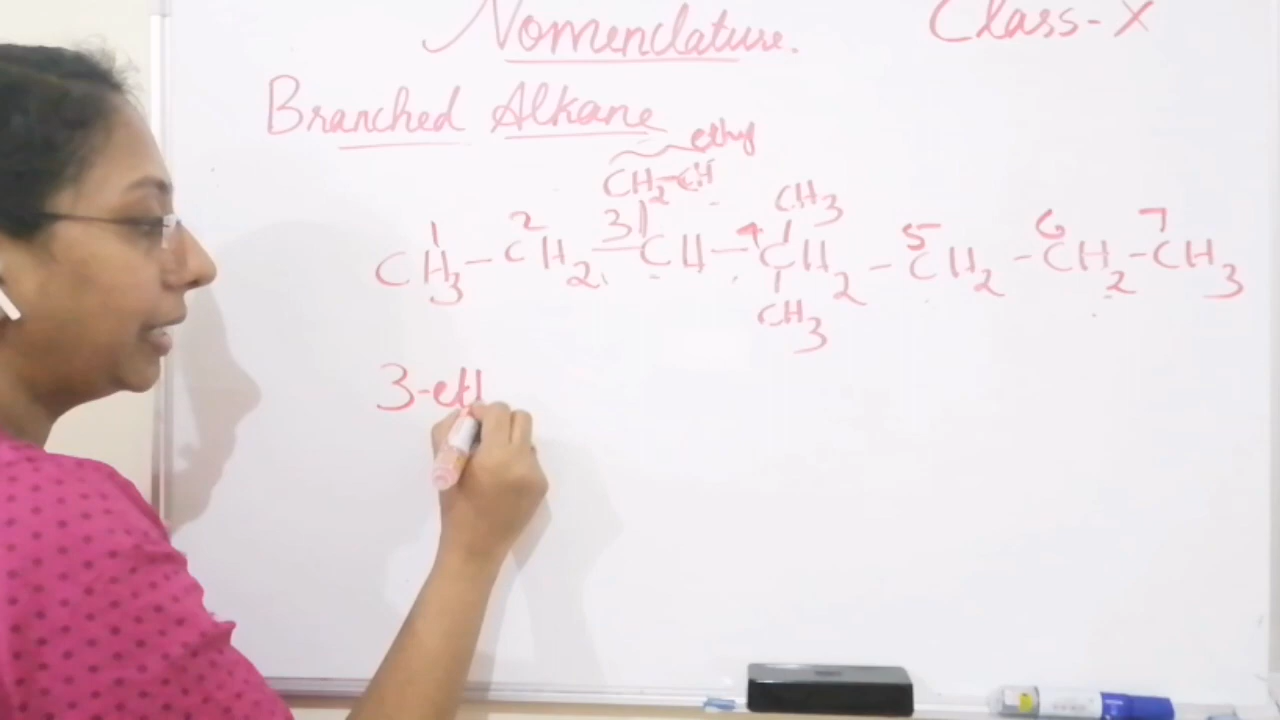 Nomenclature.
Class-X
Branched Alkane
ethyl
CH2-CH
CH3
1 2 3 4 5 6 7
CH3-CH2-CH-CH2-CH2-CH2-CH3
CH3
3-eth